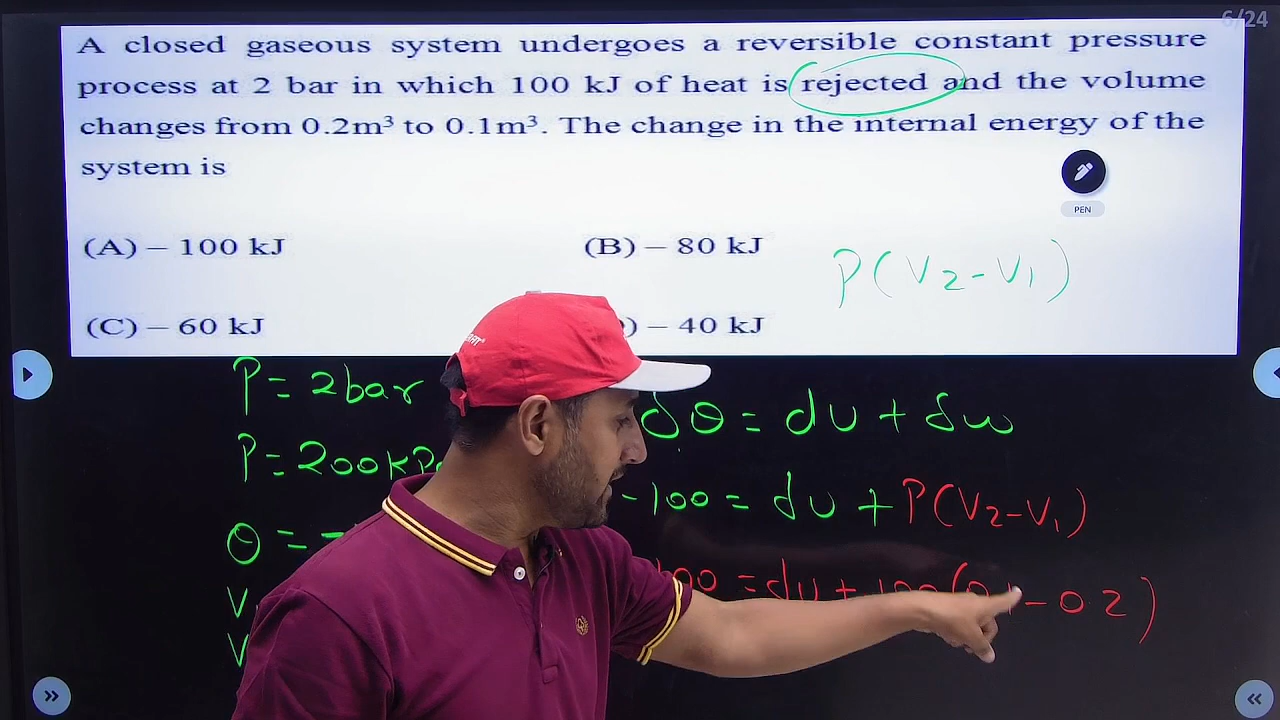 6/24
A closed gaseous system undergoes a reversible constant pressure
process at 2 bar in which 100 kJ of heat is rejected and the volume
changes from 0.2m³ to 0.1m³. The change in the internal energy of the
system is
PEN
(A) – 100 kJ
(B) – 80 kJ
P(V₂-V₁)
(C) – 60 kJ
) – 40 kJ
P = 2bar
δQ = dU + δw
P = 200KP
-100 = dU + P(V₂-V₁)
Q = -
100 = dU +
- 0.2)
V
V